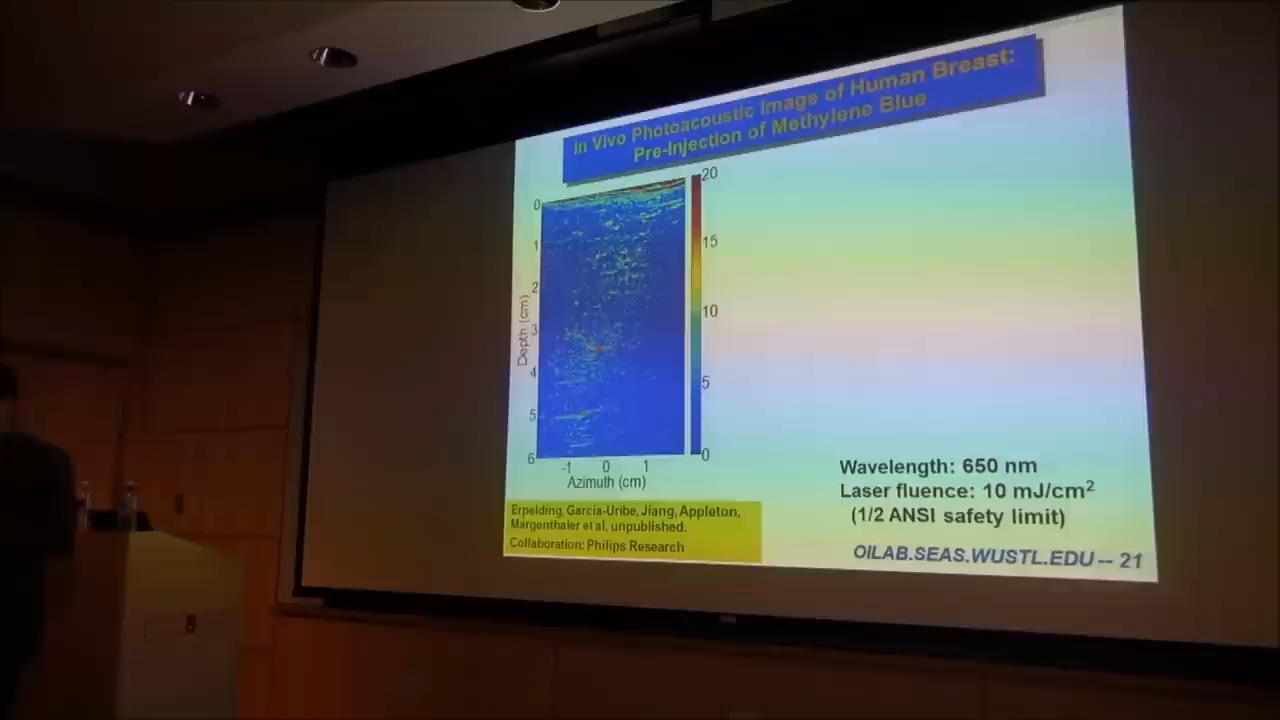 In Vivo Photoacoustic Image of Human Breast:
Pre-Injection of Methylene Blue
20
15
10
5
0
0
1
2
3
4
5
6
Depth (cm)
-1 0 1
Azimuth (cm)
Wavelength: 650 nm
Laser fluence: 10 mJ/cm²
(1/2 ANSI safety limit)
Erpelding, Garcia-Uribe, Jiang, Appleton,
Margenthaler et al, unpublished.
Collaboration: Philips Research
OILAB.SEAS.WUSTL.EDU -- 21